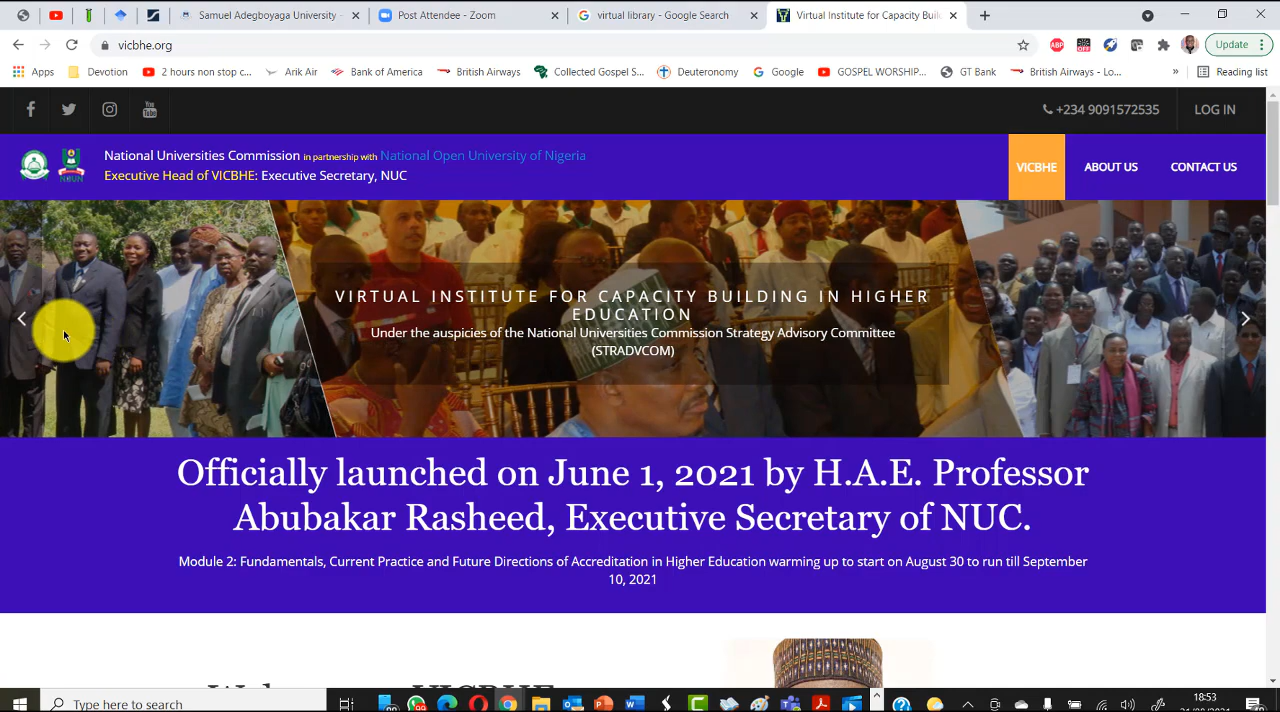 Samuel Adegboyaga University -
Post Attendee - Zoom
virtual library - Google Search
Virtual Institute for Capacity Buil
vicbhe.org
ABP
OFF
Update
Apps
Devotion
2 hours non stop c...
Arik Air
Bank of America
British Airways
Collected Gospel S...
Deuteronomy
Google
GOSPEL WORSHIP...
GT Bank
British Airways - Lo...
»
Reading list
+234 9091572535
LOG IN
National Universities Commission in partnership with National Open University of Nigeria
Executive Head of VICBHE: Executive Secretary, NUC
VICBHE
ABOUT US
CONTACT US
VIRTUAL INSTITUTE FOR CAPACITY BUILDING IN HIGHER
EDUCATION
Under the auspicies of the National Universities Commission Strategy Advisory Committee
(STRADVCOM)
Officially launched on June 1, 2021 by H.A.E. Professor
Abubakar Rasheed, Executive Secretary of NUC.
Module 2: Fundamentals, Current Practice and Future Directions of Accreditation in Higher Education warming up to start on August 30 to run till September
10, 2021
Type here to search
18:53